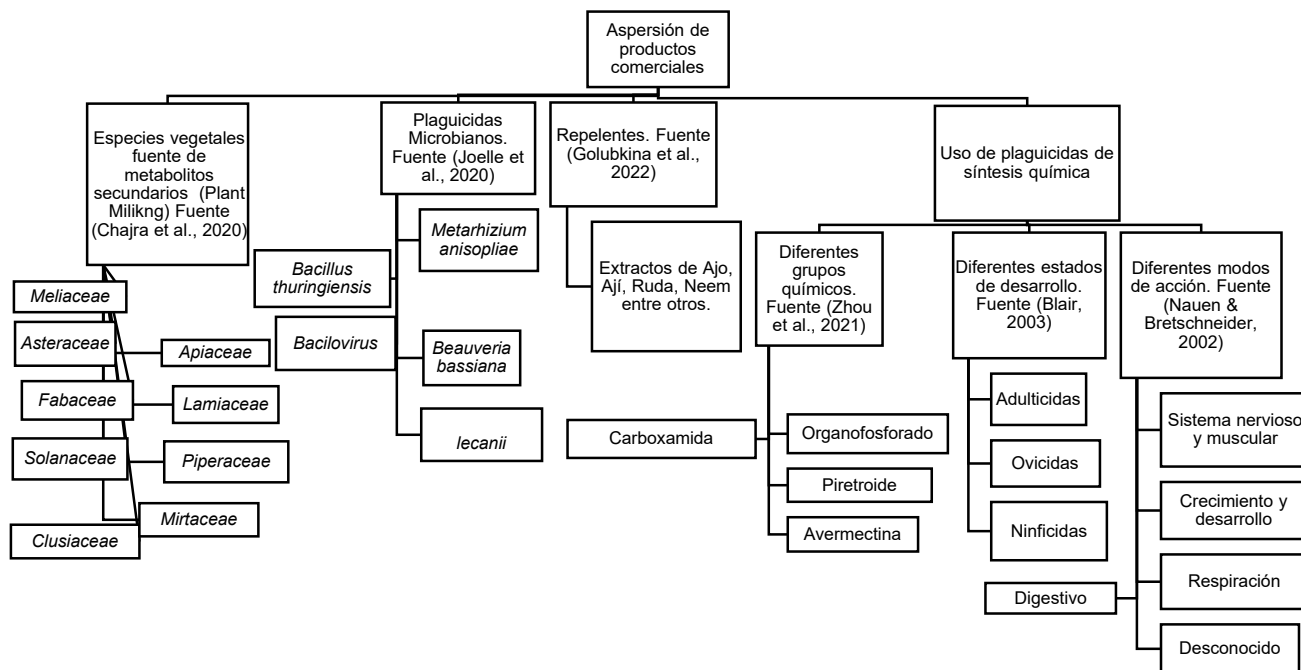 Aspersión de
productos
comerciales
Especies vegetales
fuente de
metabolitos
secundarios (Plant
Milikng) Fuente
(Chajra et al., 2020)
Meliaceae
Asteraceae
Apiaceae
Fabaceae
Lamiaceae
Solanaceae
Piperaceae
Mirtaceae
Clusiaceae
Plaguicidas
Microbianos.
Fuente (Joelle et
al., 2020)
Metarhizium
anisopliae
Bacillus
thuringiensis
Bacilovirus
Beauveria
bassiana
lecanii
Repelentes. Fuente
(Golubkina et al.,
2022)
Extractos de Ajo,
Ají, Ruda, Neem
entre otros.
Uso de plaguicidas de
síntesis química
Diferentes
grupos
químicos.
Fuente (Zhou
et al., 2021)
Carboxamida
Organofosforado
Piretroide
Avermectina
Diferentes estados
de desarrollo.
Fuente (Blair,
2003)
Adulticidas
Ovicidas
Ninficidas
Diferentes modos
de acción. Fuente
(Nauen &
Bretschneider,
2002)
Sistema nervioso
y muscular
Crecimiento y
desarrollo
Respiración
Digestivo
Desconocido